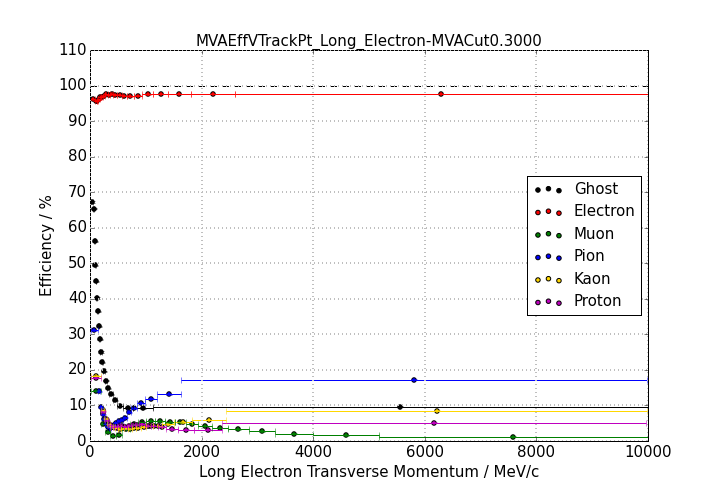 MVAEffVTrackPt_Long_Electron-MVACut0.3000
110
100
90
80
70
60
50
40
30
20
10
0
Efficiency / %
Ghost
Electron
Muon
Pion
Kaon
Proton
0 2000 4000 6000 8000 10000
Long Electron Transverse Momentum / MeV/c